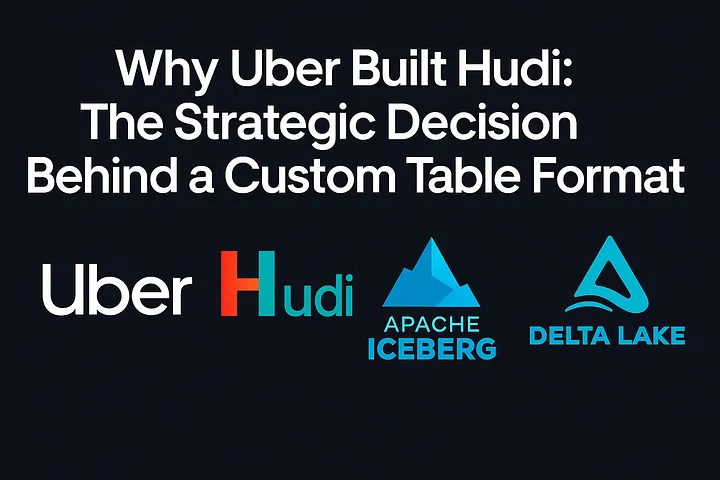 Why Uber Built Hudi:
The Strategic Decision
Behind a Custom Table Format
Uber
Hudi
APACHE
ICEBERG
DELTA LAKE